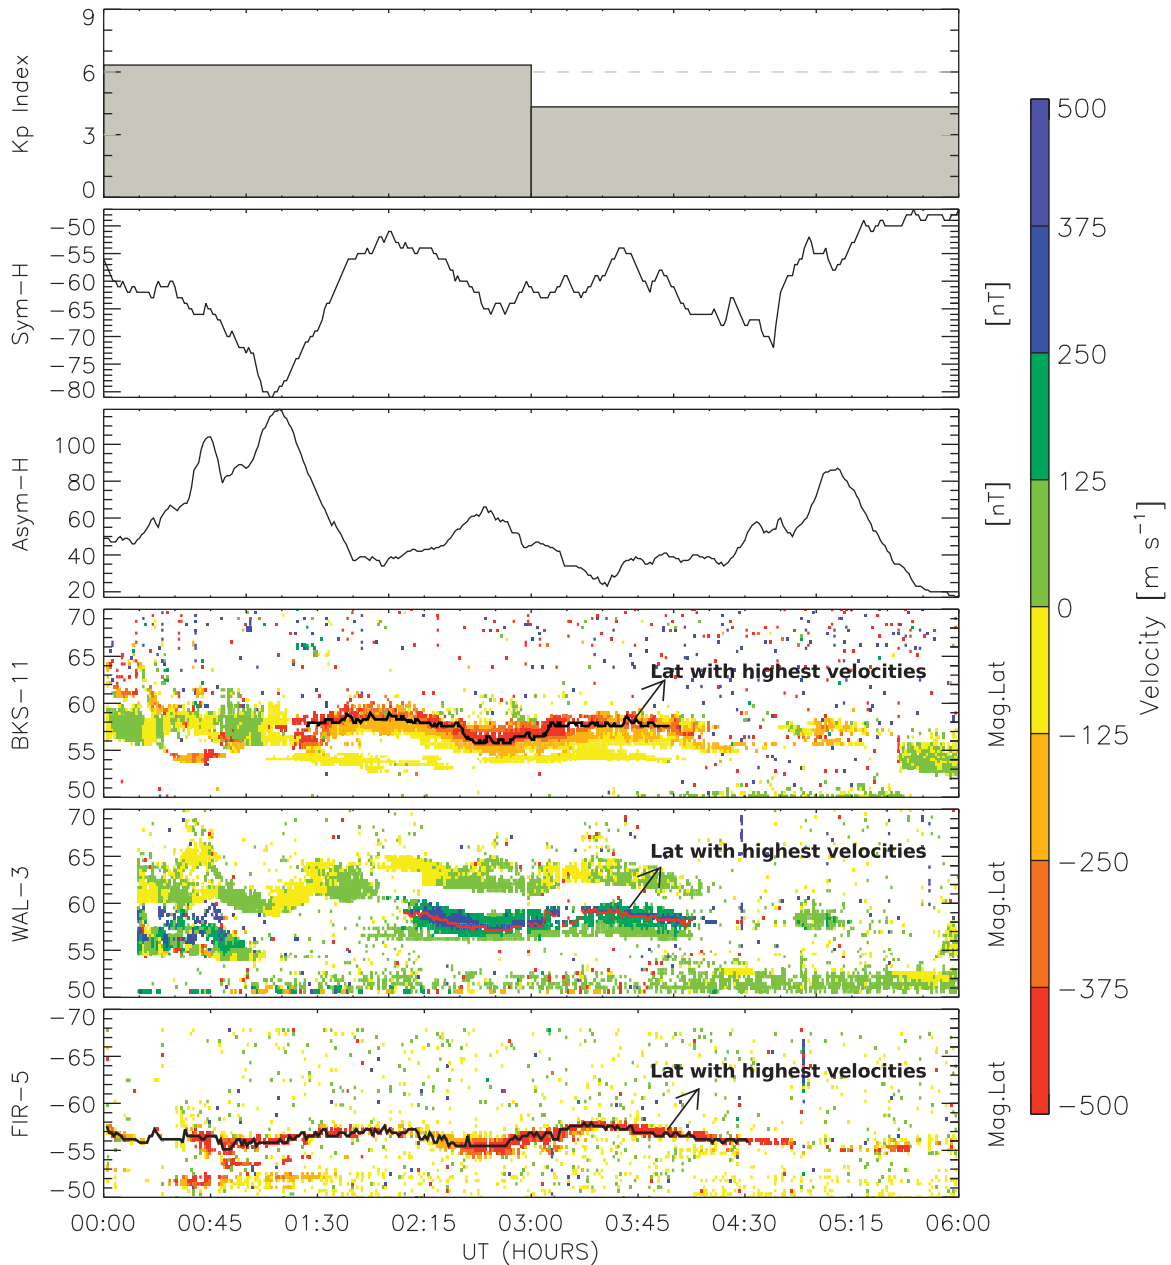 Kp Index
9
6
3
0
Sym-H
-50
-55
-60
-65
-70
-75
-80
[nT]
Asym-H
100
80
60
40
20
[nT]
BKS-11
70
65
60
55
50
Lat with highest velocities
Mag.Lat
WAL-3
70
65
60
55
50
Lat with highest velocities
Mag.Lat
FIR-5
-70
-65
-60
-55
-50
Lat with highest velocities
Mag.Lat
00:00 00:45 01:30 02:15 03:00 03:45 04:30 05:15 06:00
UT (HOURS)
500
375
250
125
0
-125
-250
-375
-500
Velocity [m s⁻¹]